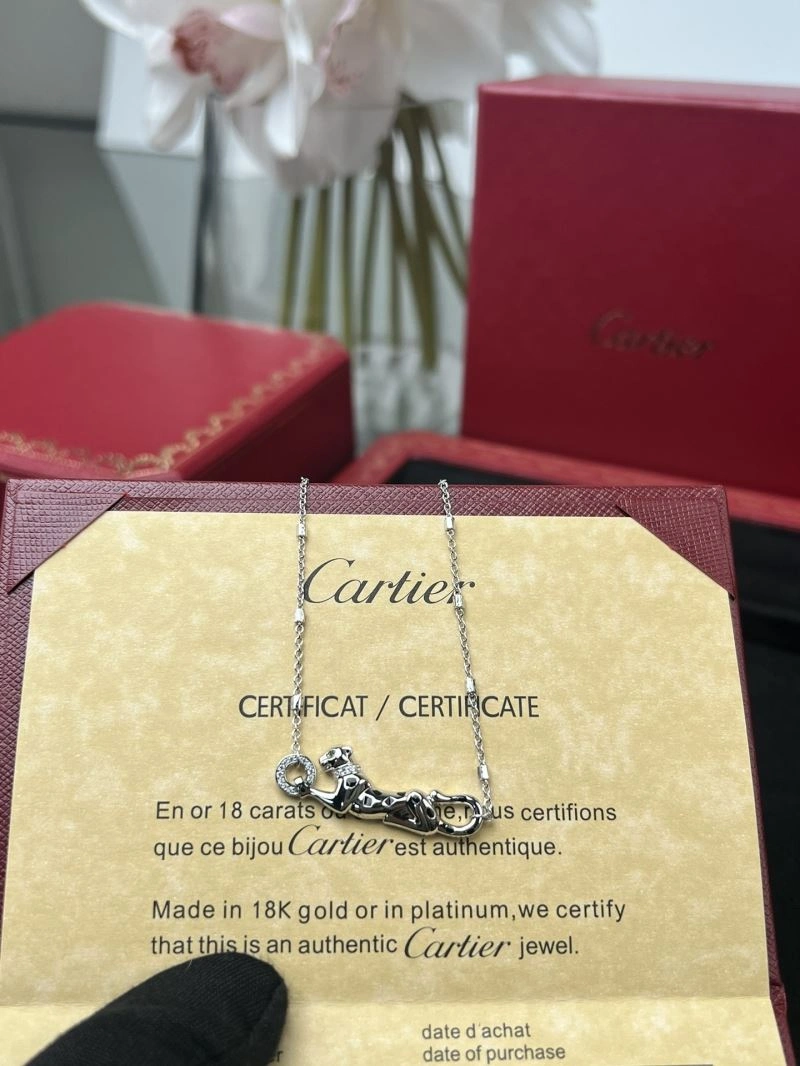 Cartier
Cartier
CERTIFICAT / CERTIFICATE
En or 18 carats certifions
que ce bijou Cartier est authentique.
Made in 18K gold or in platinum,we certify
that this is an authentic Cartier jewel.
date d'achat
date of purchase